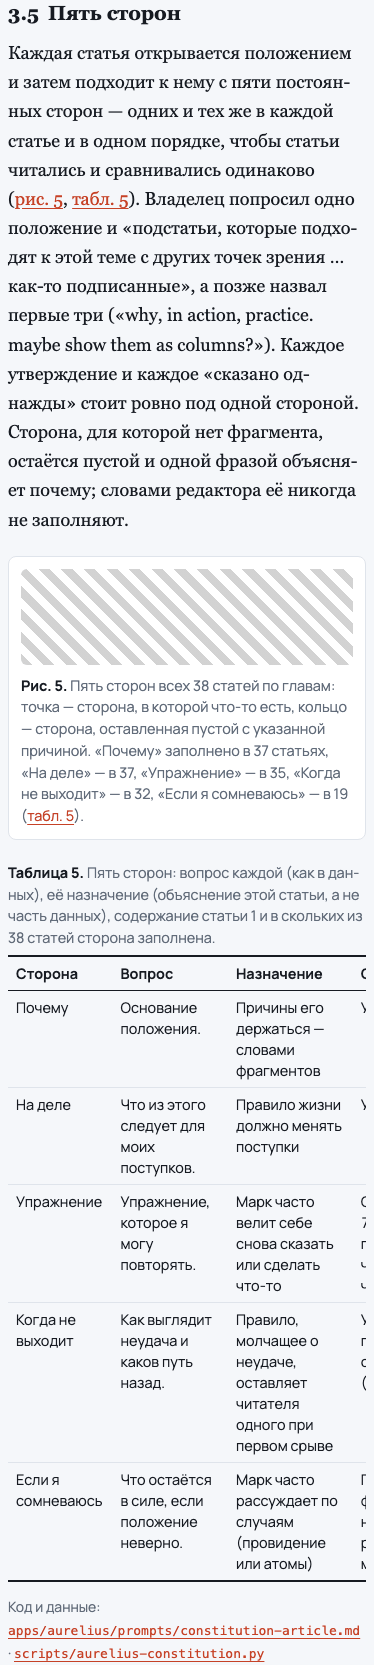 3.5 Пять сторон
Каждая статья открывается положением
и затем подходит к нему с пяти постоян-
ных сторон — одних и тех же в каждой
статье и в одном порядке, чтобы статьи
читались и сравнивались одинаково
(рис. 5, табл. 5). Владелец попросил одно
положение и «подстатьи, которые подхо-
дят к этой теме с других точек зрения ...
как-то подписанные», а позже назвал
первые три («why, in action, practice.
maybe show them as columns?»). Каждое
утверждение и каждое «сказано од-
нажды» стоит ровно под одной стороной.
Сторона, для которой нет фрагмента,
остаётся пустой и одной фразой объясня-
ет почему; словами редактора её никогда
не заполняют.
Рис. 5. Пять сторон всех 38 статей по главам:
точка — сторона, в которой что-то есть, кольцо
— сторона, оставленная пустой с указанной
причиной. «Почему» заполнено в 37 статьях,
«На деле» — в 37, «Упражнение» — в 35, «Когда
не выходит» — в 32, «Если я сомневаюсь» — в 19
(табл. 5).
Таблица 5. Пять сторон: вопрос каждой (как в дан-
ных), её назначение (объяснение этой статьи, а не
часть данных), содержание статьи 1 и в скольких из
38 статей сторона заполнена.
Сторона Вопрос Назначение
Почему Основание Причины его
положения. держаться —
словами
фрагментов
На деле Что из этого Правило жизни
следует для должно менять
моих поступки
поступков.
Упражнение Упражнение, Марк часто
которое я велит себе
могу снова сказать
повторять. или сделать
что-то
Когда не Как выглядит Правило,
выходит неудача и молчащее о
каков путь неудаче,
назад. оставляет
читателя
одного при
первом срыве
Если я Что остаётся Марк часто
сомневаюсь в силе, если рассуждает по
положение случаям
неверно. (провидение
или атомы)
Код и данные:
apps/aurelius/prompts/constitution-article.md
· scripts/aurelius-constitution.py